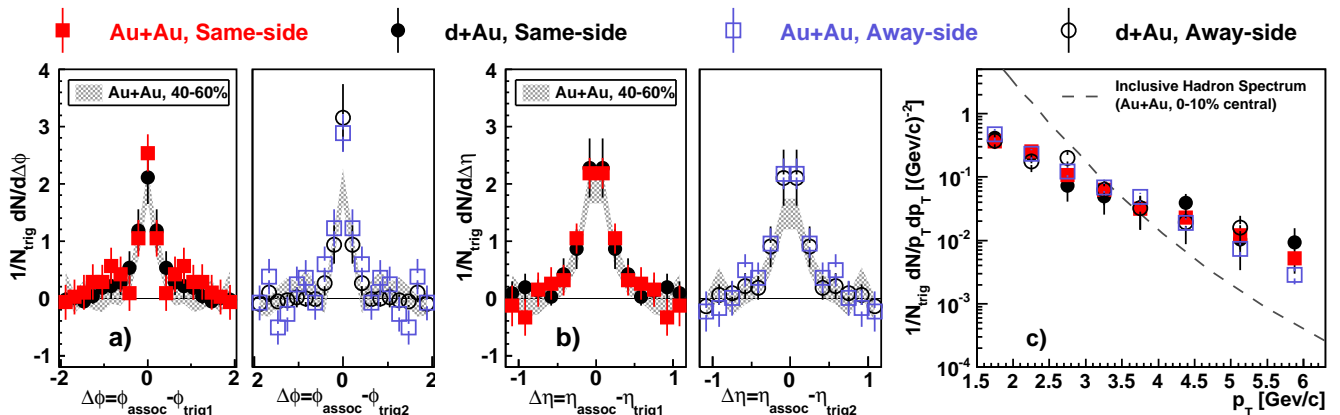 Au+Au, Same-side
d+Au, Same-side
Au+Au, Away-side
d+Au, Away-side
1/N_trig dN/dΔϕ
4
3
2
1
0
-1
Au+Au, 40-60%
a)
-2
0
2
Δϕ=ϕ_assoc-ϕ_trig1
2
0
2
Δϕ=ϕ_assoc-ϕ_trig2
1/N_trig dN/dΔη
4
3
2
1
0
-1
Au+Au, 40-60%
b)
-1
0
1
Δη=η_assoc-η_trig1
-1
0
1
Δη=η_assoc-η_trig2
1/N_trig dN/p_T dp_T [(GeV/c)^-2]
1
10^-1
10^-2
10^-3
10^-4
Inclusive Hadron Spectrum
(Au+Au, 0-10% central)
c)
1.5 2 2.5 3 3.5 4 4.5 5 5.5 6
p_T [GeV/c]